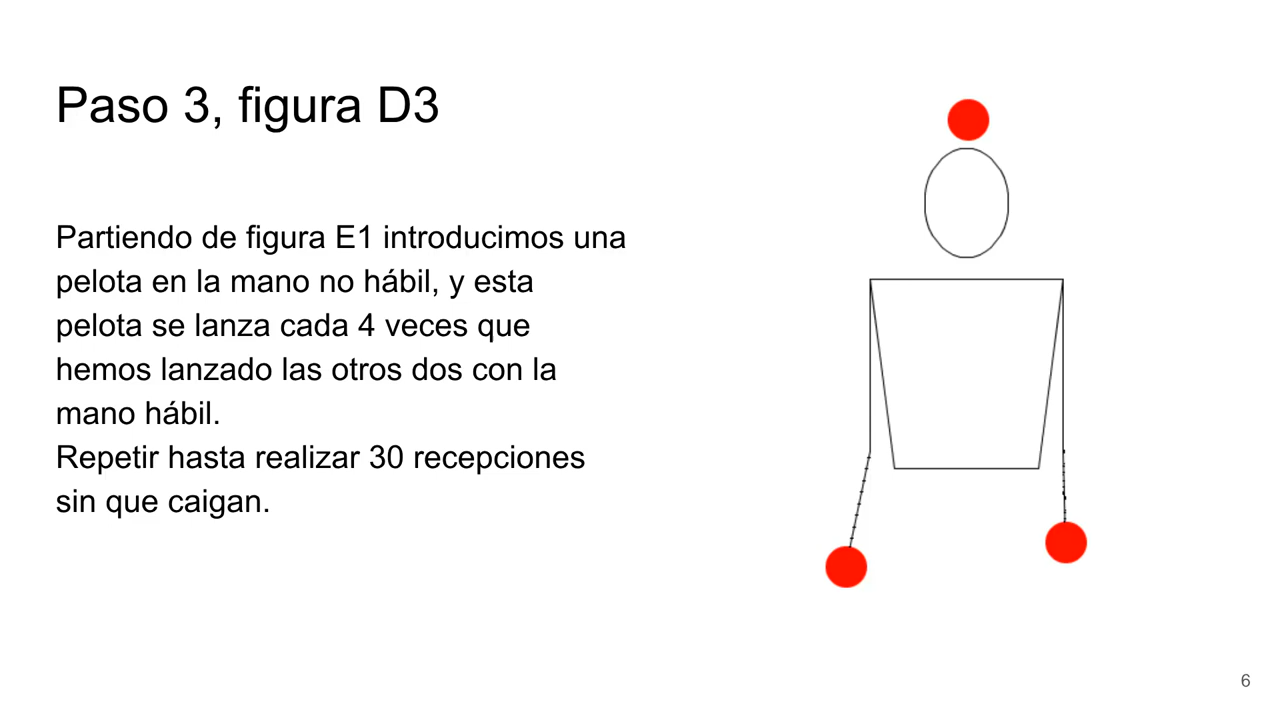 Paso 3, figura D3
Partiendo de figura E1 introducimos una
pelota en la mano no hábil, y esta
pelota se lanza cada 4 veces que
hemos lanzado las otros dos con la
mano hábil.
Repetir hasta realizar 30 recepciones
sin que caigan.
6